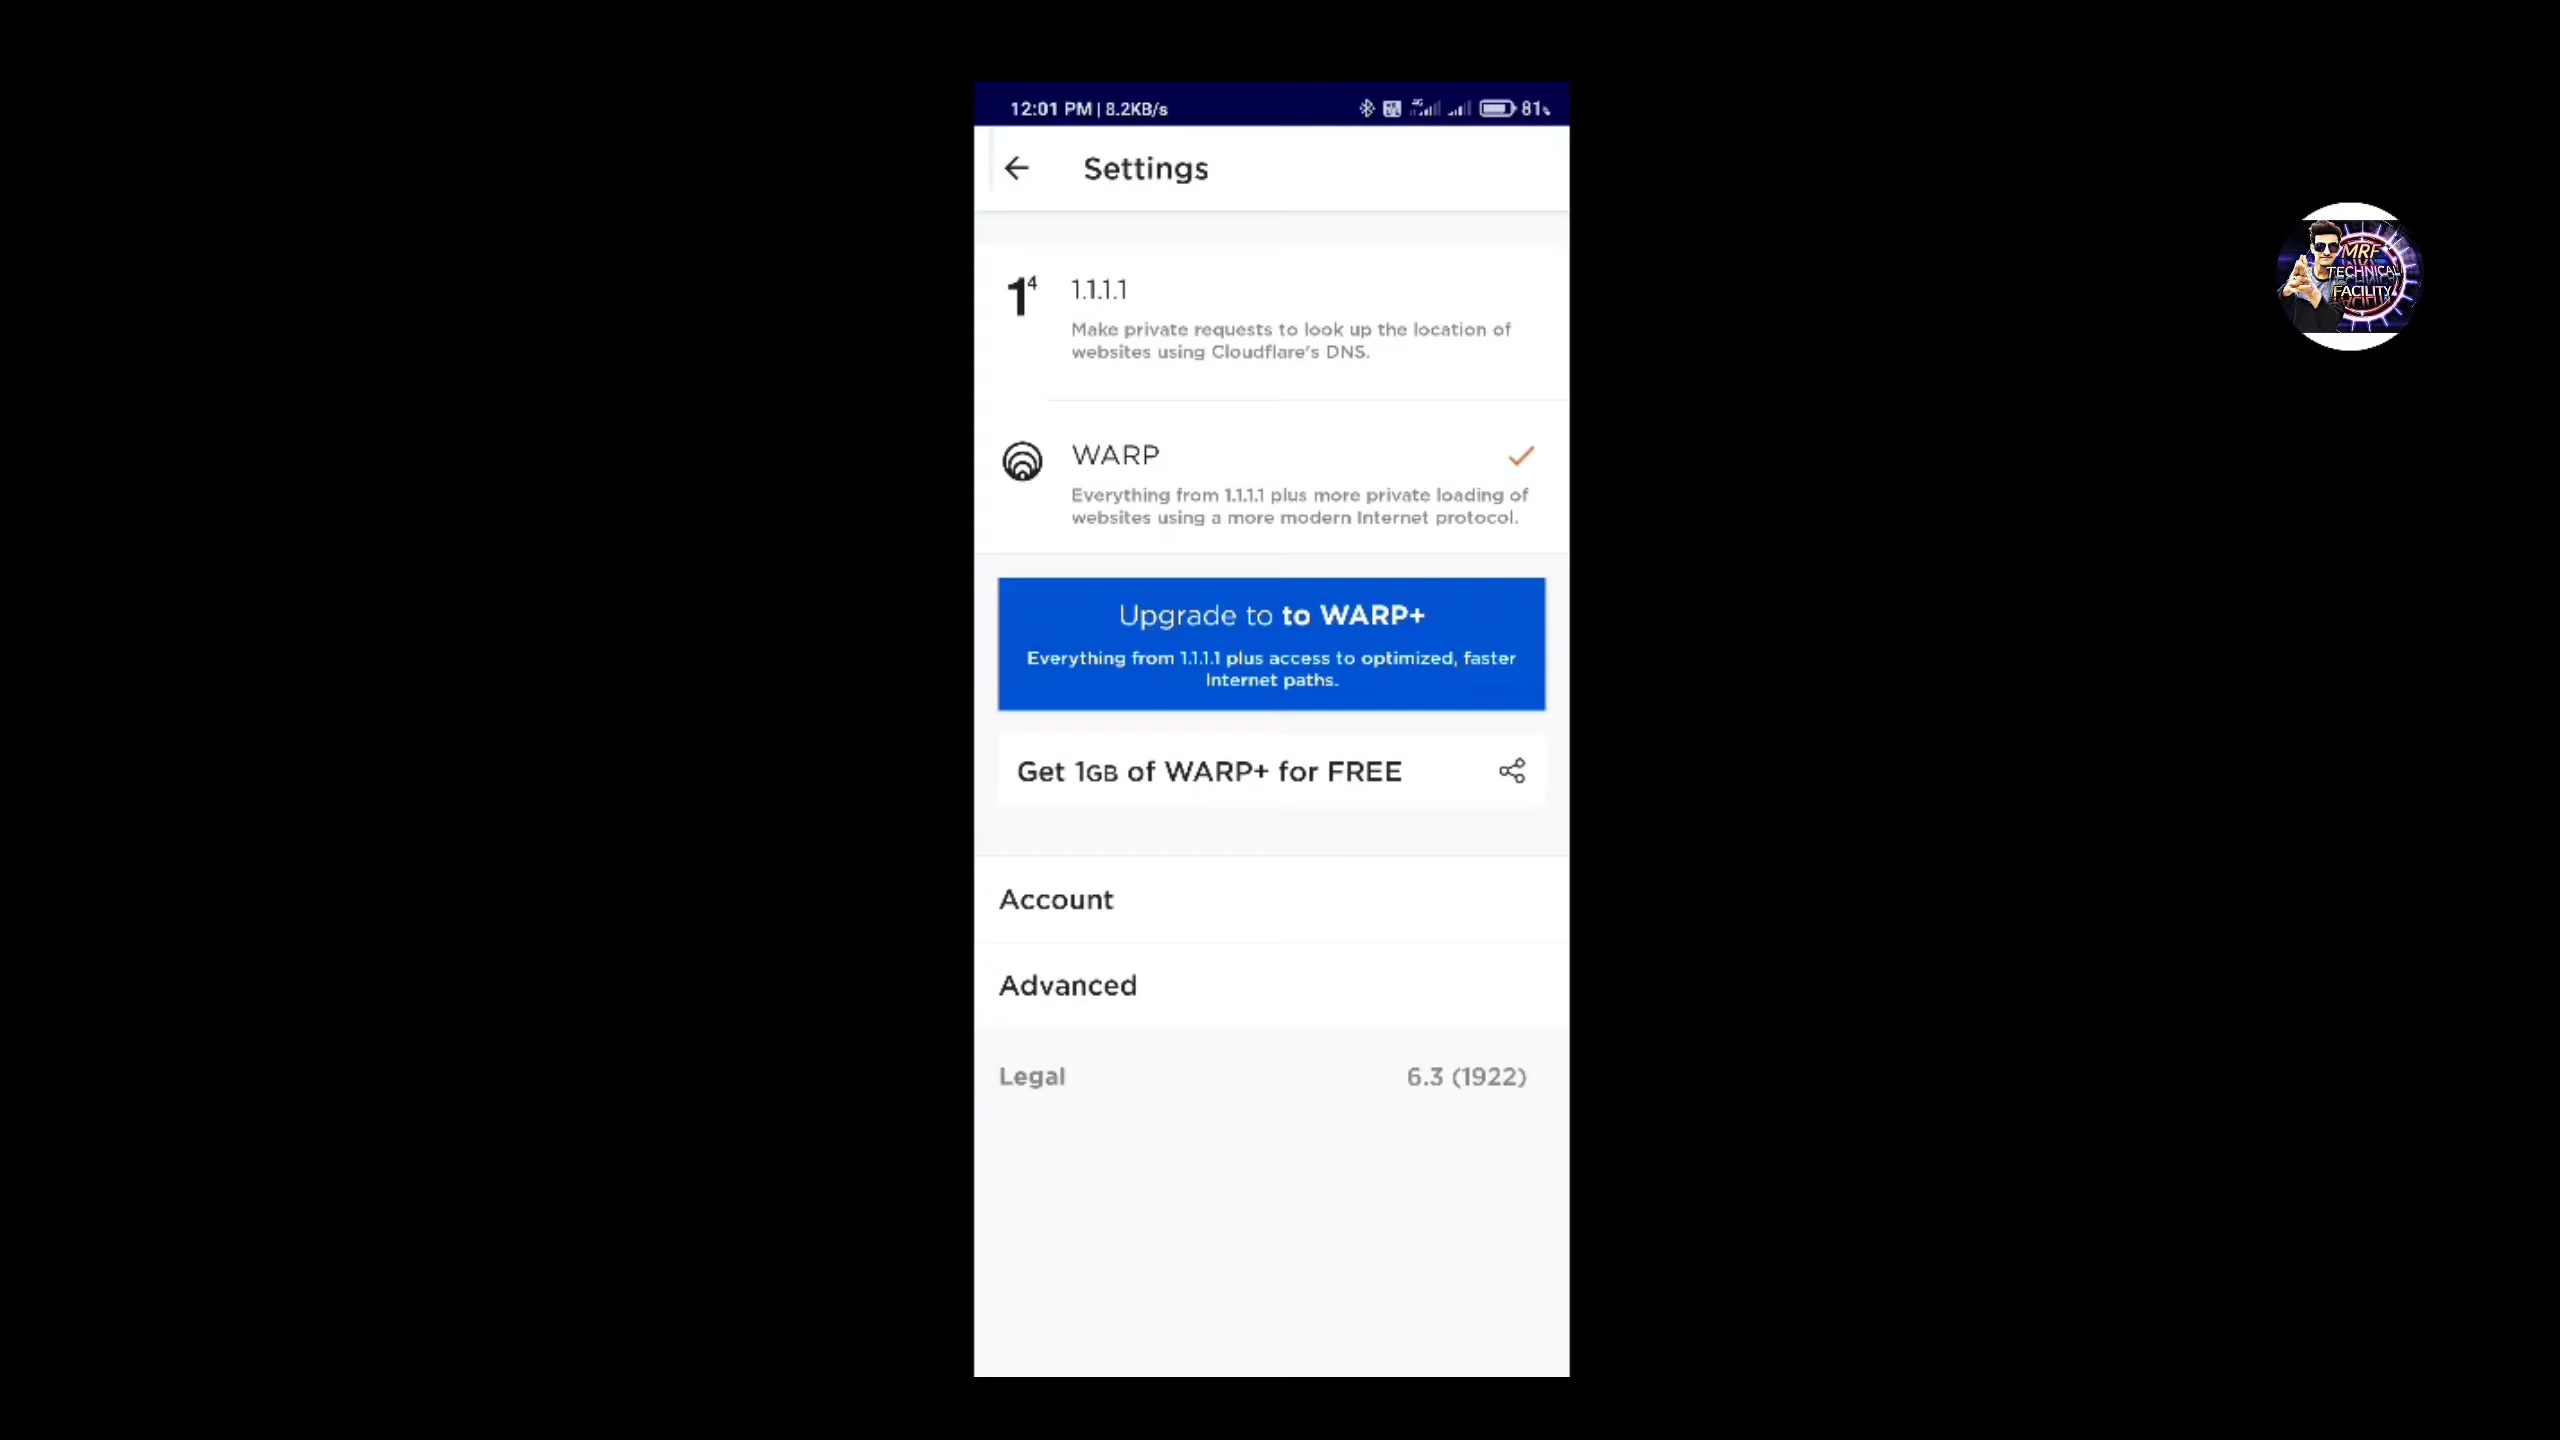 12:01 PM | 8.2KB/s
81%
Settings
1⁴
1.1.1.1
Make private requests to look up the location of
websites using Cloudflare's DNS.
WARP
Everything from 1.1.1.1 plus more private loading of
websites using a more modern Internet protocol.
Upgrade to to WARP+
Everything from 1.1.1.1 plus access to optimized, faster
Internet paths.
Get 1GB of WARP+ for FREE
Account
Advanced
Legal
6.3 (1922)
MRF
TECHNICAL
FACILITY